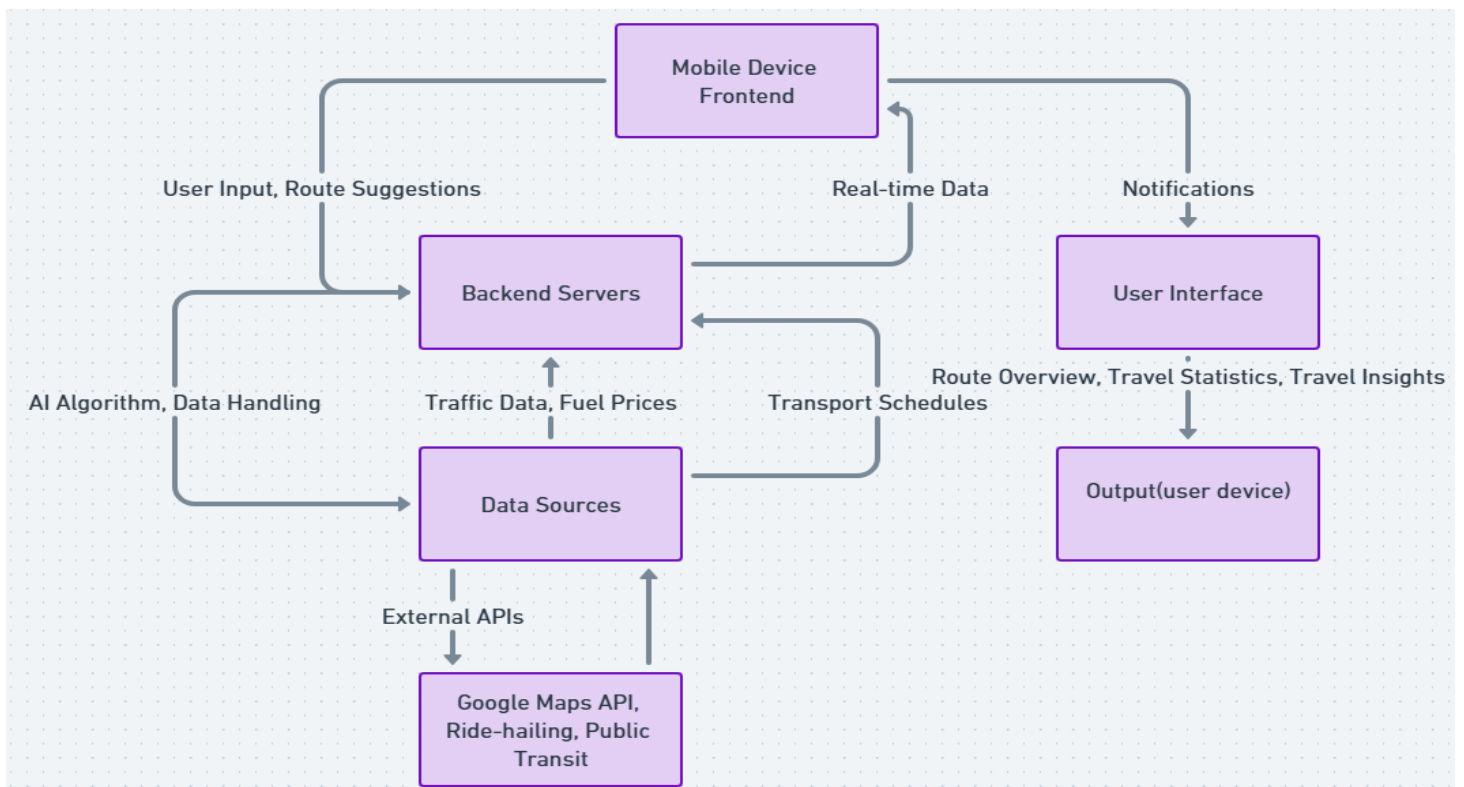 Mobile Device
Frontend
User Input, Route Suggestions
Real-time Data
Notifications
Backend Servers
User Interface
Route Overview, Travel Statistics, Travel Insights
AI Algorithm, Data Handling
Traffic Data, Fuel Prices
Transport Schedules
Data Sources
Output(user device)
External APIs
Google Maps API,
Ride-hailing, Public
Transit